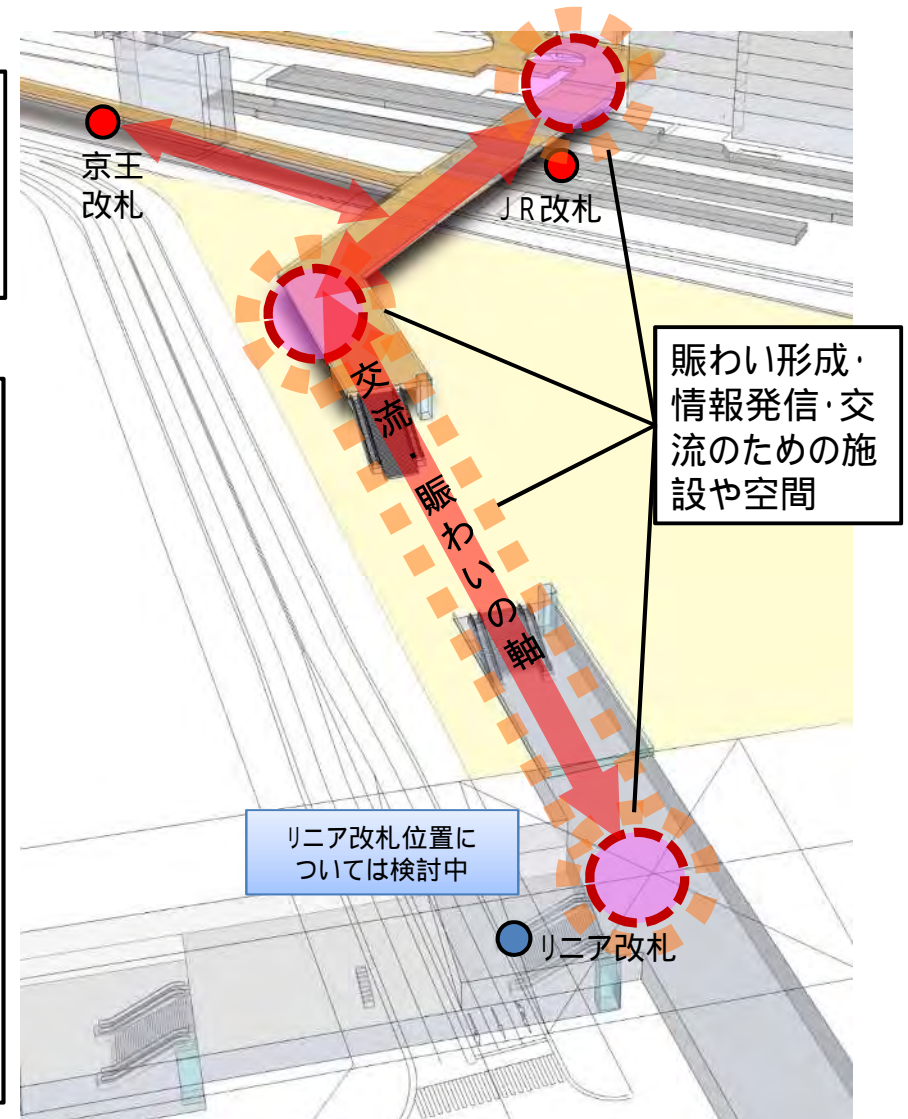 京王
改札
JR改札
賑わい形成・
情報発信・交
流のための施
設や空間
交流・賑わいの軸
リニア改札位置に
ついては検討中
リニア改札